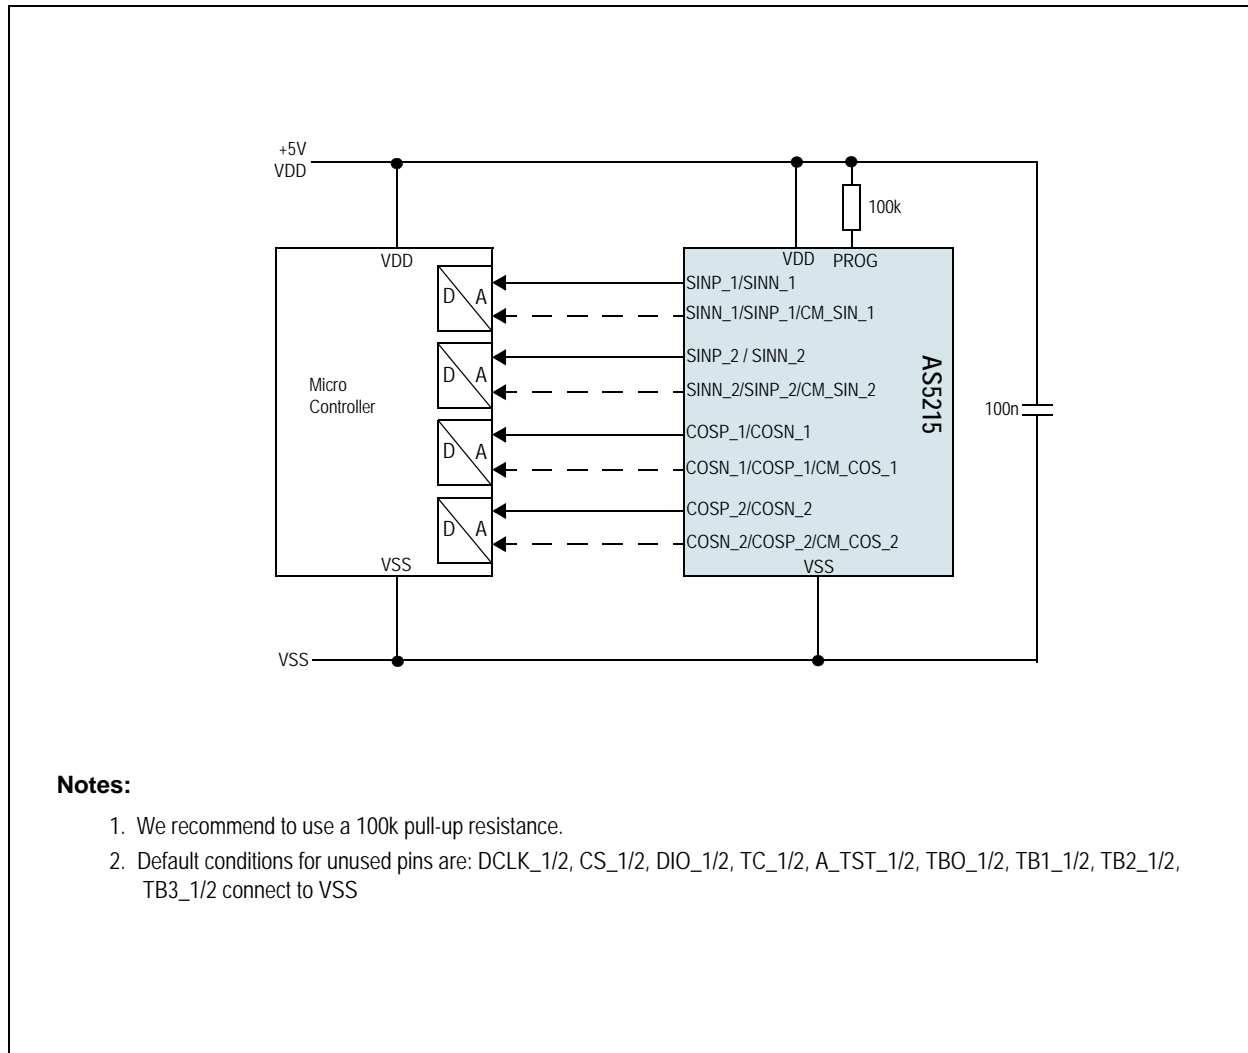 +5V
VDD
100k
VDD
VDD PROG
D A
SINP_1/SINN_1
SINN_1/SINP_1/CM_SIN_1
D A
SINP_2 / SINN_2
SINN_2/SINP_2/CM_SIN_2
Micro
Controller
AS5215
100n
D A
COSP_1/COSN_1
COSN_1/COSP_1/CM_COS_1
D A
COSP_2/COSN_2
COSN_2/COSP_2/CM_COS_2
VSS
VSS
VSS
Notes:
1. We recommend to use a 100k pull-up resistance.
2. Default conditions for unused pins are: DCLK_1/2, CS_1/2, DIO_1/2, TC_1/2, A_TST_1/2, TBO_1/2, TB1_1/2, TB2_1/2,
TB3_1/2 connect to VSS